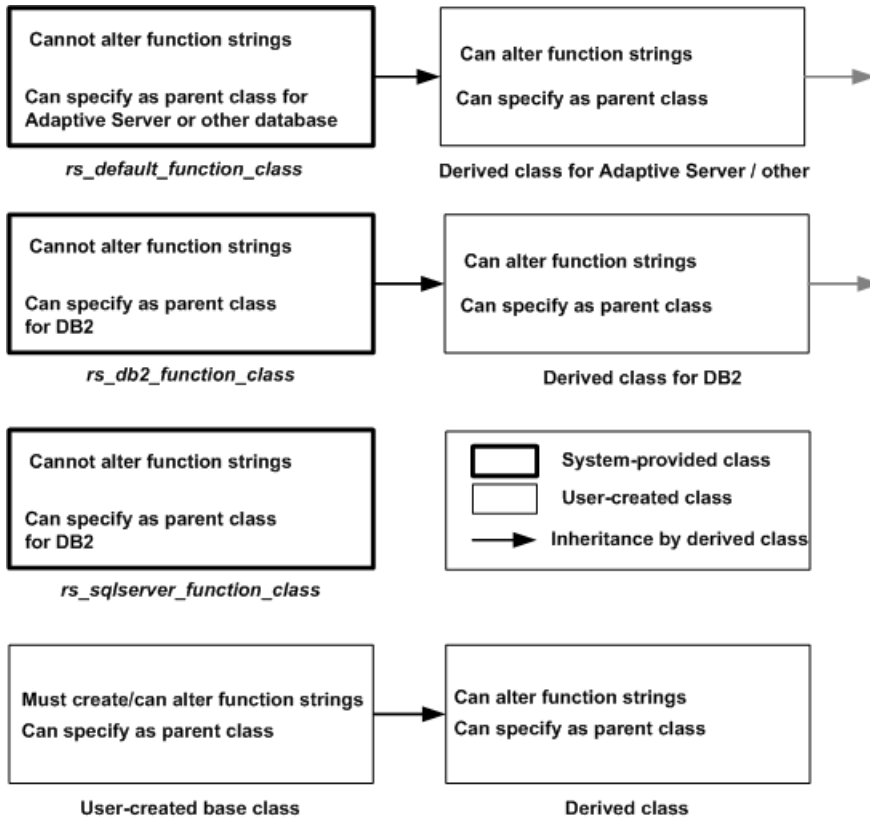 Cannot alter function strings
Can specify as parent class for
Adaptive Server or other database
rs_default_function_class
Can alter function strings
Can specify as parent class
Derived class for Adaptive Server / other
Cannot alter function strings
Can specify as parent class
for DB2
rs_db2_function_class
Can alter function strings
Can specify as parent class
Derived class for DB2
Cannot alter function strings
Can specify as parent class
for DB2
rs_sqlserver_function_class
System-provided class
User-created class
Inheritance by derived class
Must create/can alter function strings
Can specify as parent class
User-created base class
Can alter function strings
Can specify as parent class
Derived class